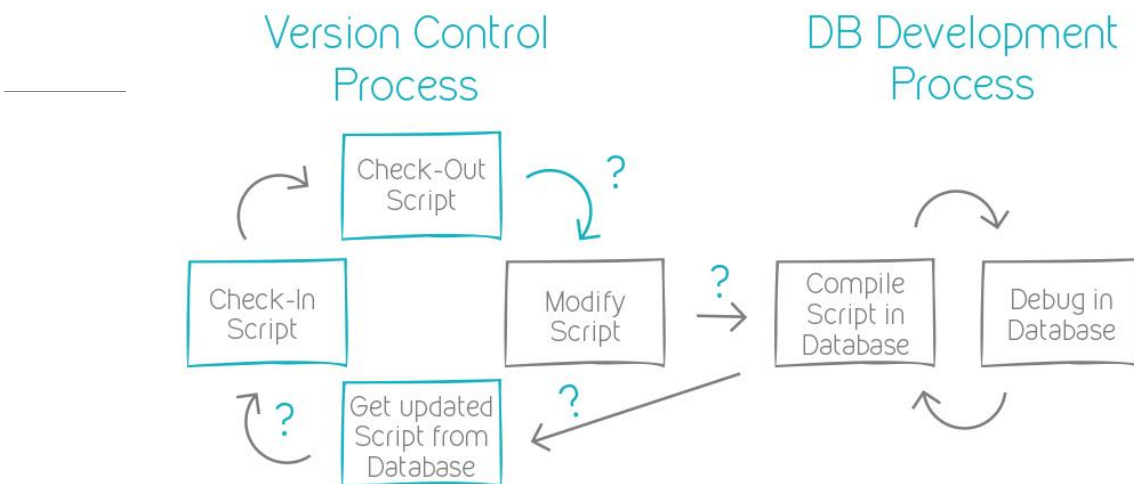 Version Control
Process
DB Development
Process
Check-Out
Script
?
Check-In
Script
Modify
Script
?
Compile
Script in
Database
Debug in
Database
Get updated
Script from
Database
?
?